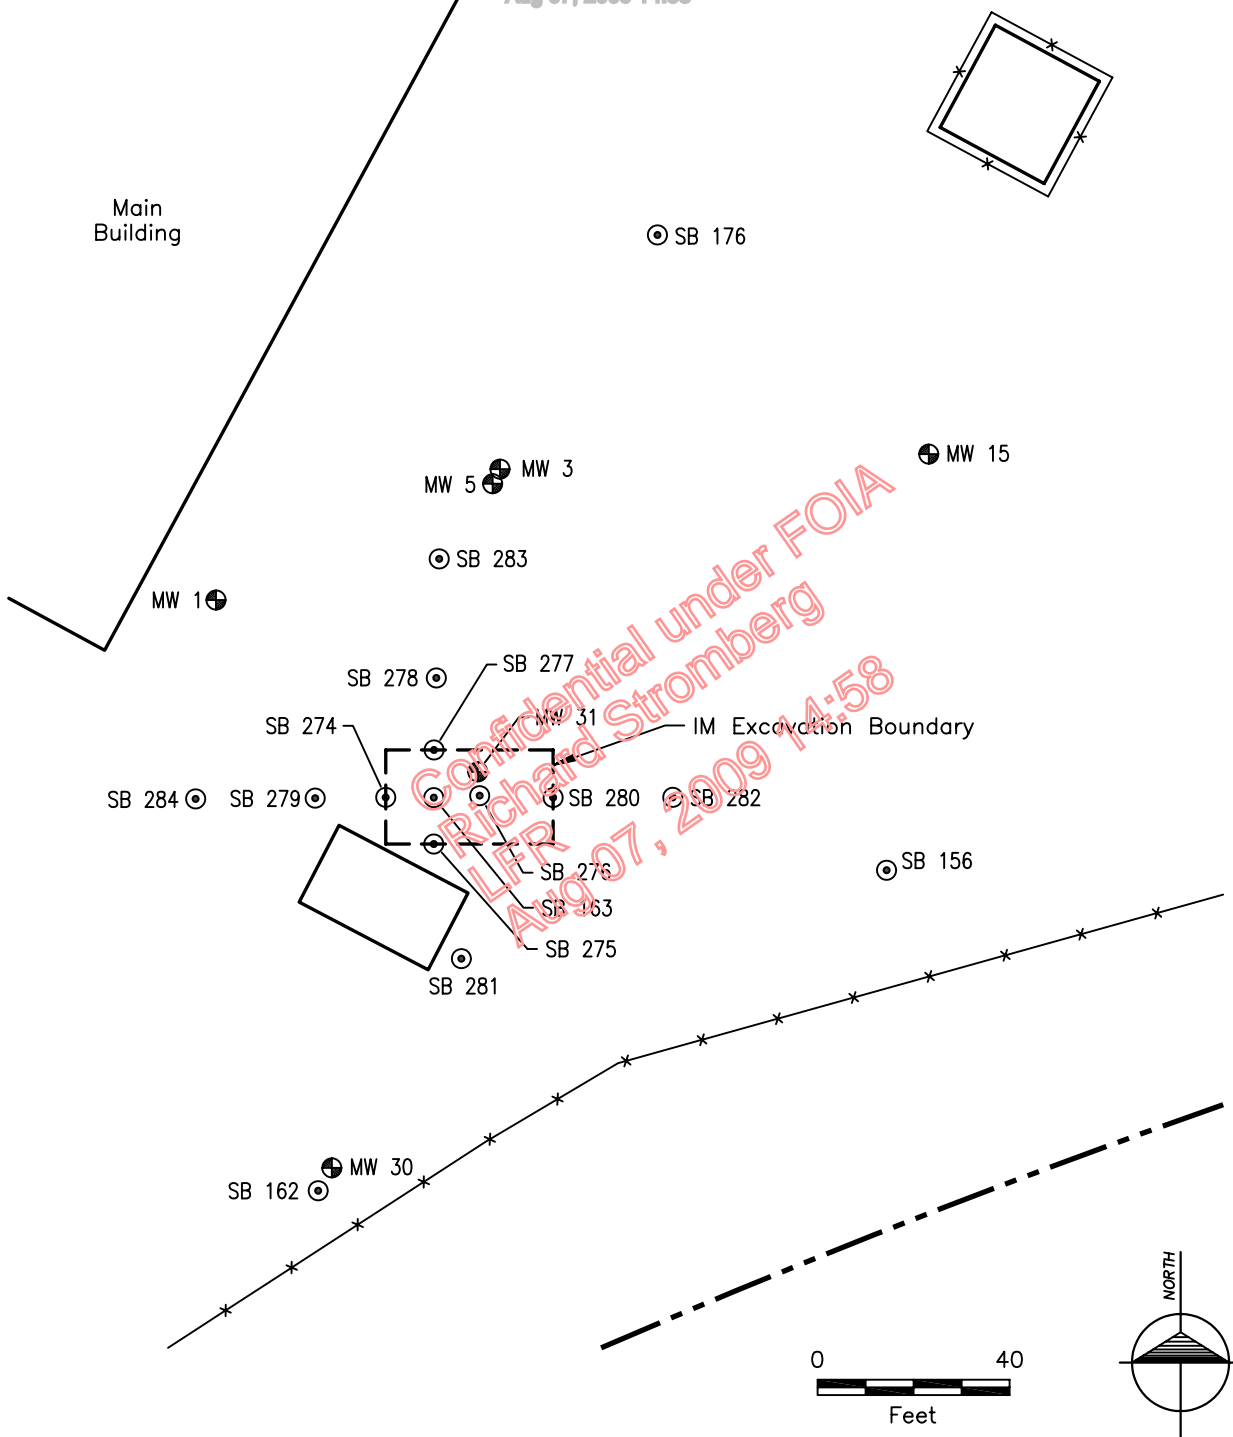 Main
Building
SB 176
MW 15
MW 3
MW 5
SB 283
MW 1
SB 277
SB 278
MW 31
SB 274
IM Excavation Boundary
SB 284
SB 279
SB 280
SB 282
SB 276
SB 156
SB 163
SB 275
SB 281
MW 30
SB 162
Confidential under FOIA
Richard Stromberg
LFR
Aug 07, 2009 14:58
NORTH
0 40
Feet